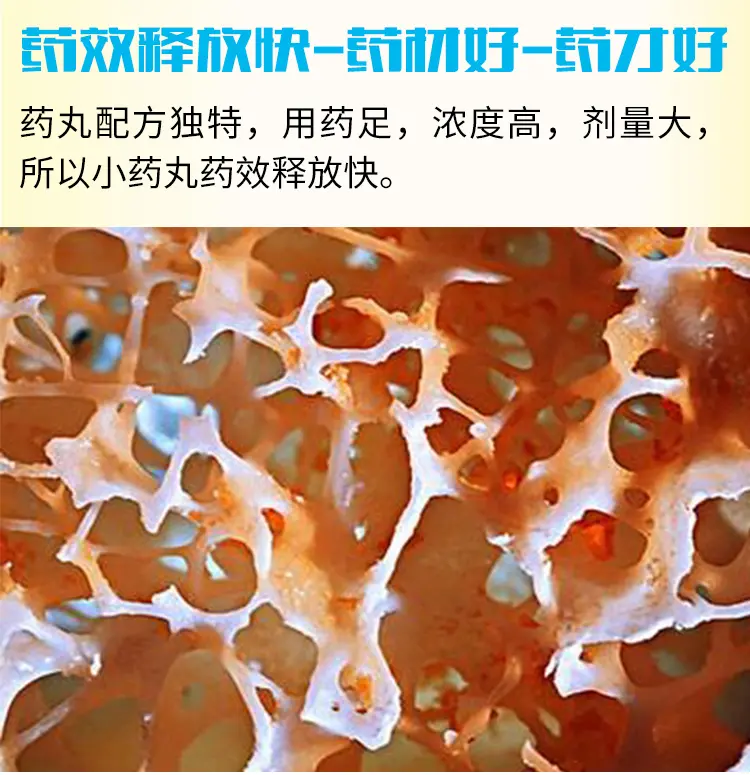 药效释放快-药材好-药才好
药丸配方独特，用药足，浓度高，剂量大，
所以小药丸药效释放快。